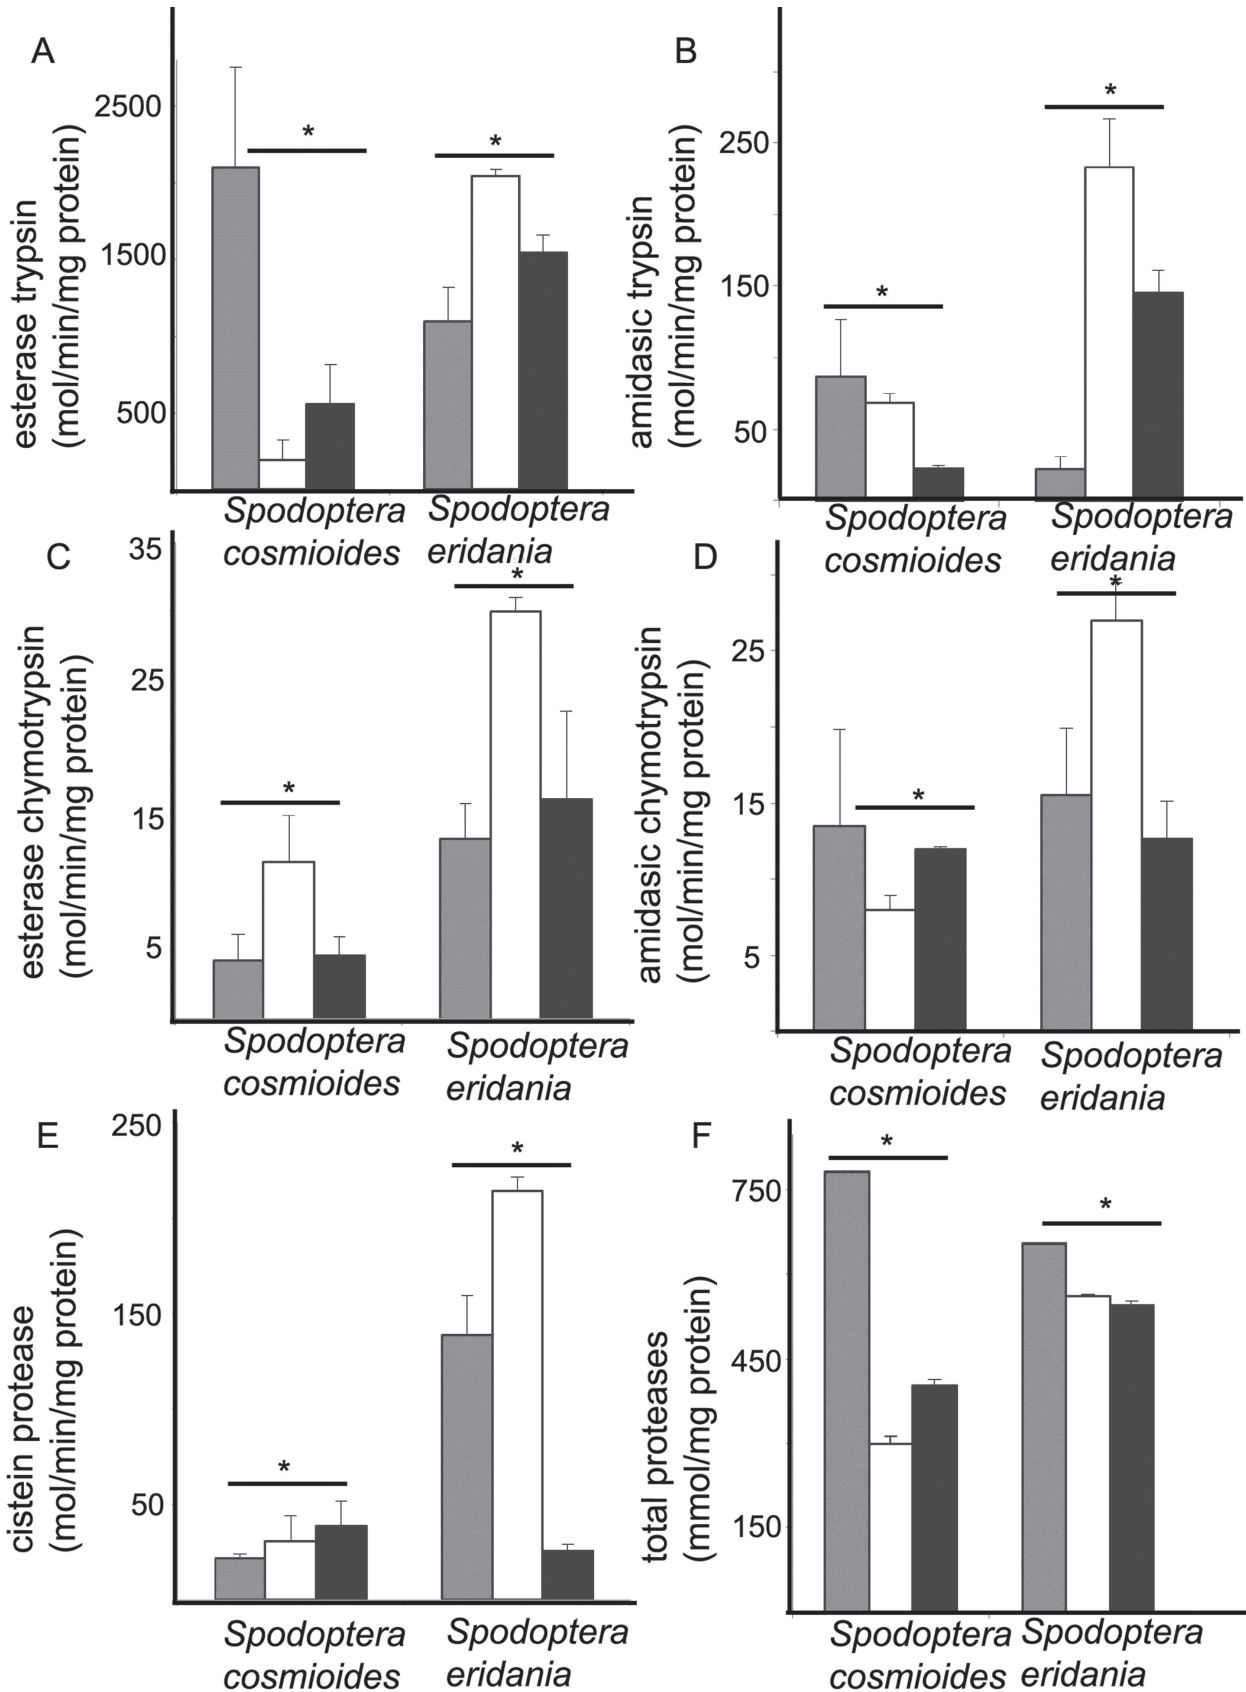 A
esterase trypsin
(mol/min/mg protein)
2500
1500
500
*
*
Spodoptera
cosmioides
Spodoptera
eridania
B
amidasic trypsin
(mol/min/mg protein)
250
150
50
*
*
Spodoptera
cosmioides
Spodoptera
eridania
C
esterase chymotrypsin
(mol/min/mg protein)
35
25
15
5
*
*
Spodoptera
cosmioides
Spodoptera
eridania
D
amidasic chymotrypsin
(mol/min/mg protein)
25
15
5
*
*
Spodoptera
cosmioides
Spodoptera
eridania
E
cistein protease
(mol/min/mg protein)
250
150
50
*
*
Spodoptera
cosmioides
Spodoptera
eridania
F
total proteases
(mmol/mg protein)
750
450
150
*
*
Spodoptera
cosmioides
Spodoptera
eridania